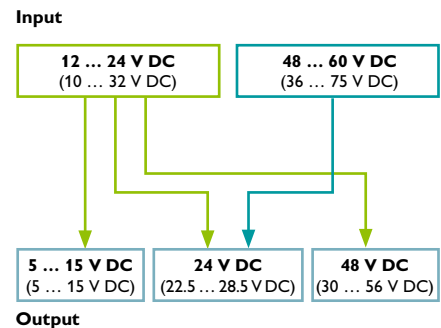 Input
12 … 24 V DC
(10 … 32 V DC)
48 … 60 V DC
(36 … 75 V DC)
5 … 15 V DC
(5 … 15 V DC)
24 V DC
(22.5 … 28.5 V DC)
48 V DC
(30 … 56 V DC)
Output